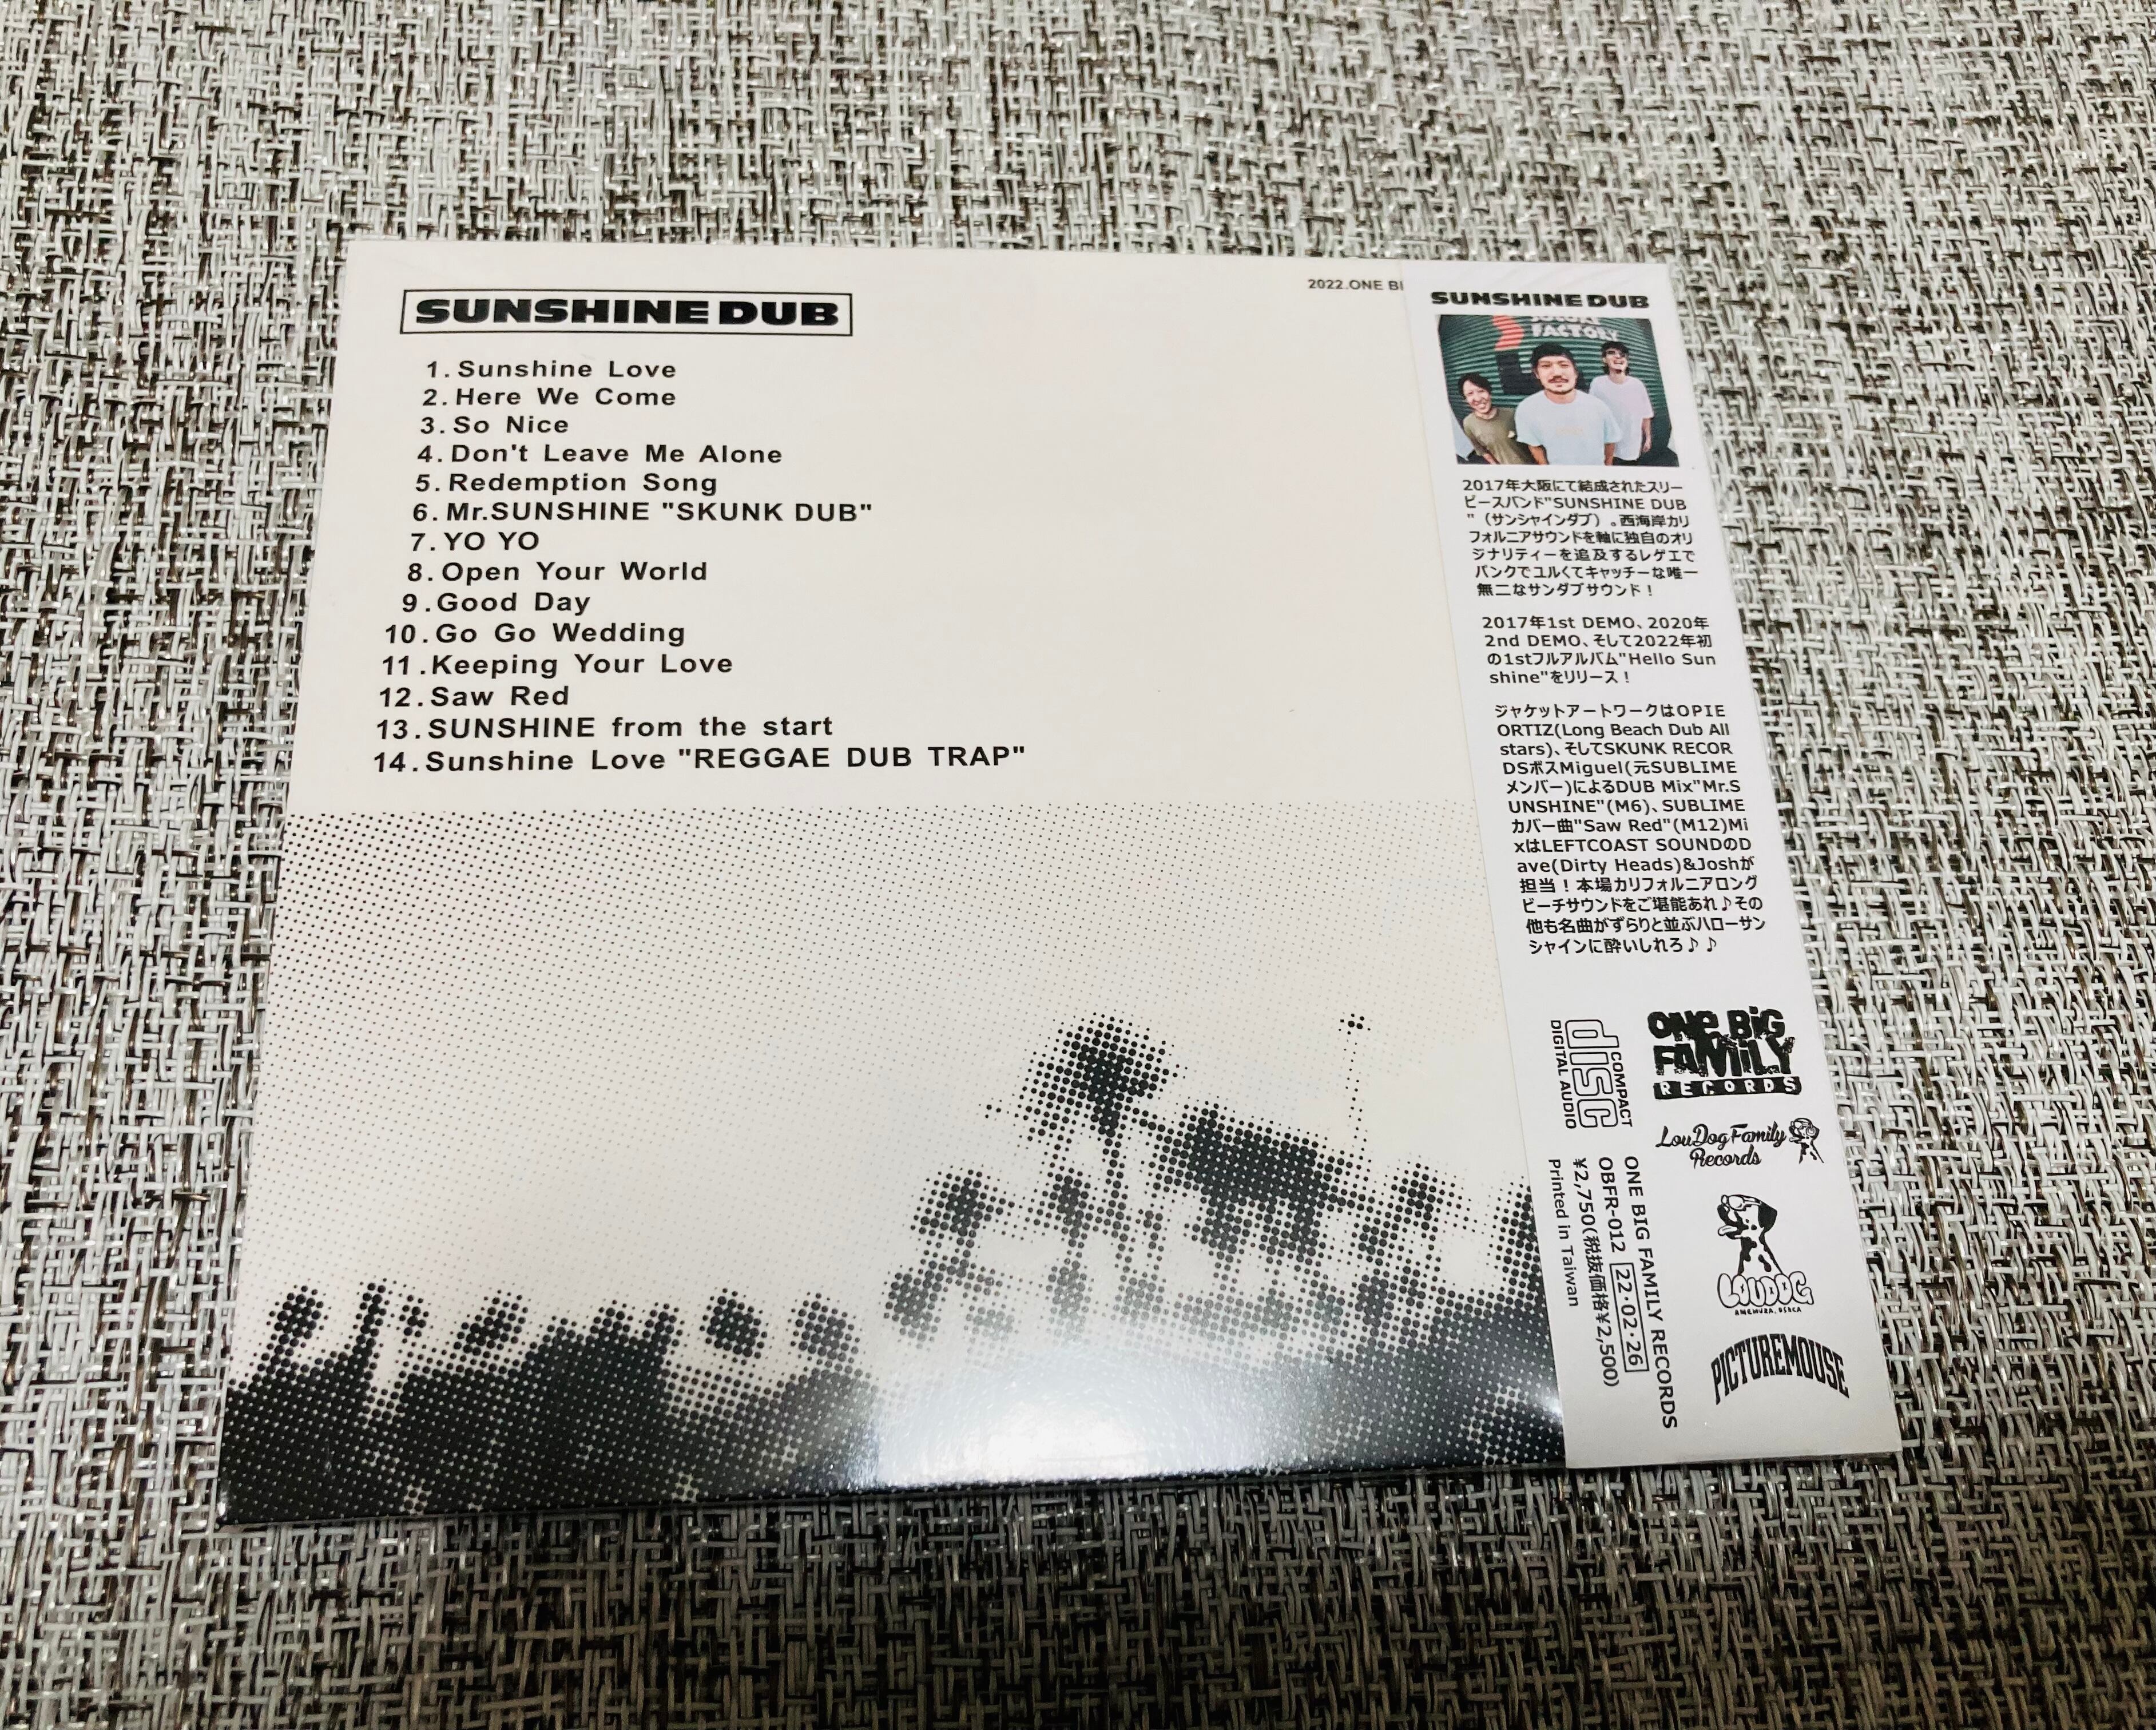 SUNSHINE DUB
1.Sunshine Love
2.Here We Come
3.So Nice
4.Don't Leave Me Alone
5.Redemption Song
6.Mr.SUNSHINE "SKUNK DUB"
7.YO YO
8.Open Your World
9.Good Day
10.Go Go Wedding
11.Keeping Your Love
12.Saw Red
13.SUNSHINE from the start
14.Sunshine Love "REGGAE DUB TRAP"
2022.ONE
SUNSHINE DUB
FACTORY
2017年大阪にて結成されたスリー
ピースバンド"SUNSHINE DUB
"（サンシャインダブ）。西海岸カリ
フォルニアサウンドを軸に独自のオリ
ジナリティーを追及するレゲエで
パンクでユルくてキャッチーな唯一
無二なサンダブサウンド！
2017年1st DEMO、2020年
2nd DEMO、そして2022年初
の1stフルアルバム"Hello Sun
shine"をリリース！
ジャケットアートワークはOPIE
ORTIZ(Long Beach Dub All
stars)、そしてSKUNK RECOR
DSボスMiguel(元SUBLIME
メンバー)によるDUB Mix"Mr.S
UNSHINE"(M6)、SUBLIME
カバー曲"Saw Red"(M12)Mi
xはLEFTCOAST SOUNDのD
ave(Dirty Heads)&Joshが
担当！本場カリフォルニアロング
ビーチサウンドをご堪能あれ♪その
他も名曲がずらりと並ぶハローサン
シャインに酔いしれろ♪♪
COMPACT
disc
DIGITAL AUDIO
ONE BIG FAMILY RECORDS
OBFR-012 22・02・26
¥2,750(税抜価格¥2,500)
Printed in Taiwan
ONE BIG
FAMILY
RECORDS
LouDog Family
Records
LOUDOG
AMEMURA, OSACA
PICTUREMOUSE